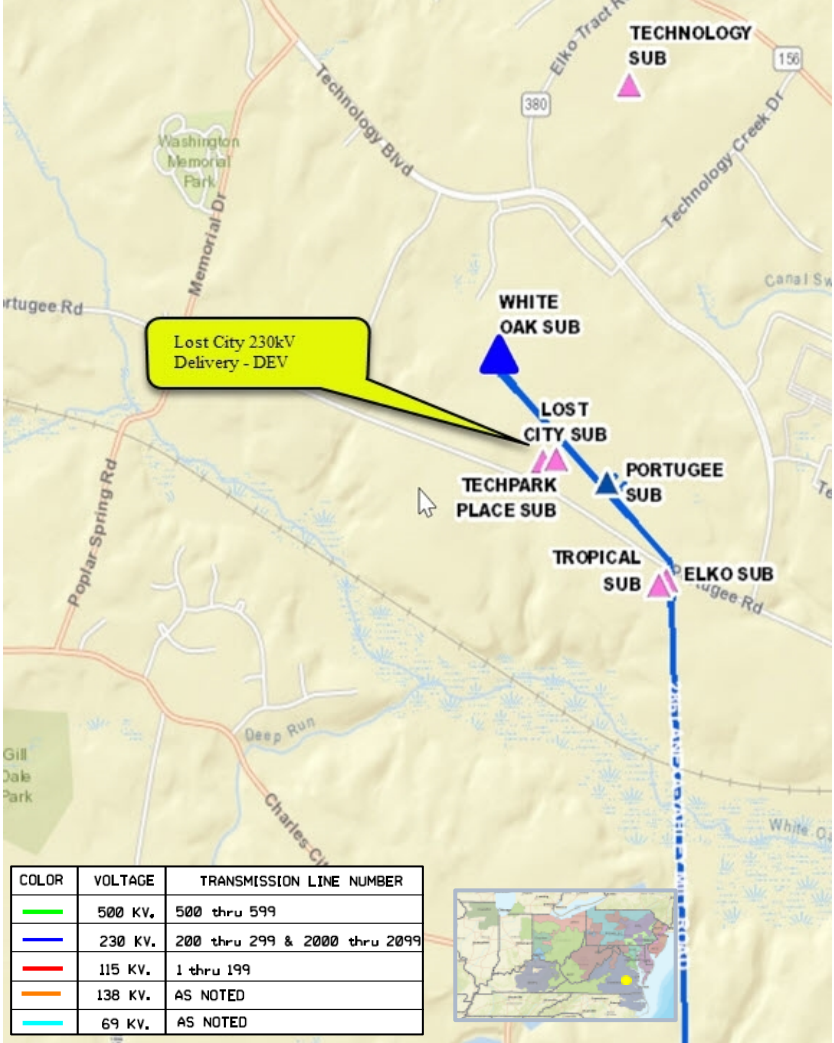 TECHNOLOGY
SUB
Elko Tract R
156
380
Technology Blvd
Technology Creek Dr
Washington
Memorial
Park
Memorial Dr
Canal Sw
ortugee Rd
WHITE
OAK SUB
Lost City 230kV
Delivery - DEV
LOST
CITY SUB
TECHPARK
PLACE SUB
PORTUGEE
SUB
Te
TROPICAL
SUB
ELKO SUB
Poplar Spring Rd
Deep Run
Gill
Dale
Park
Charles Ci
White Oa
COLOR VOLTAGE TRANSMISSION LINE NUMBER
500 KV. 500 thru 599
230 KV. 200 thru 299 & 2000 thru 2099
115 KV. 1 thru 199
138 KV. AS NOTED
69 KV. AS NOTED